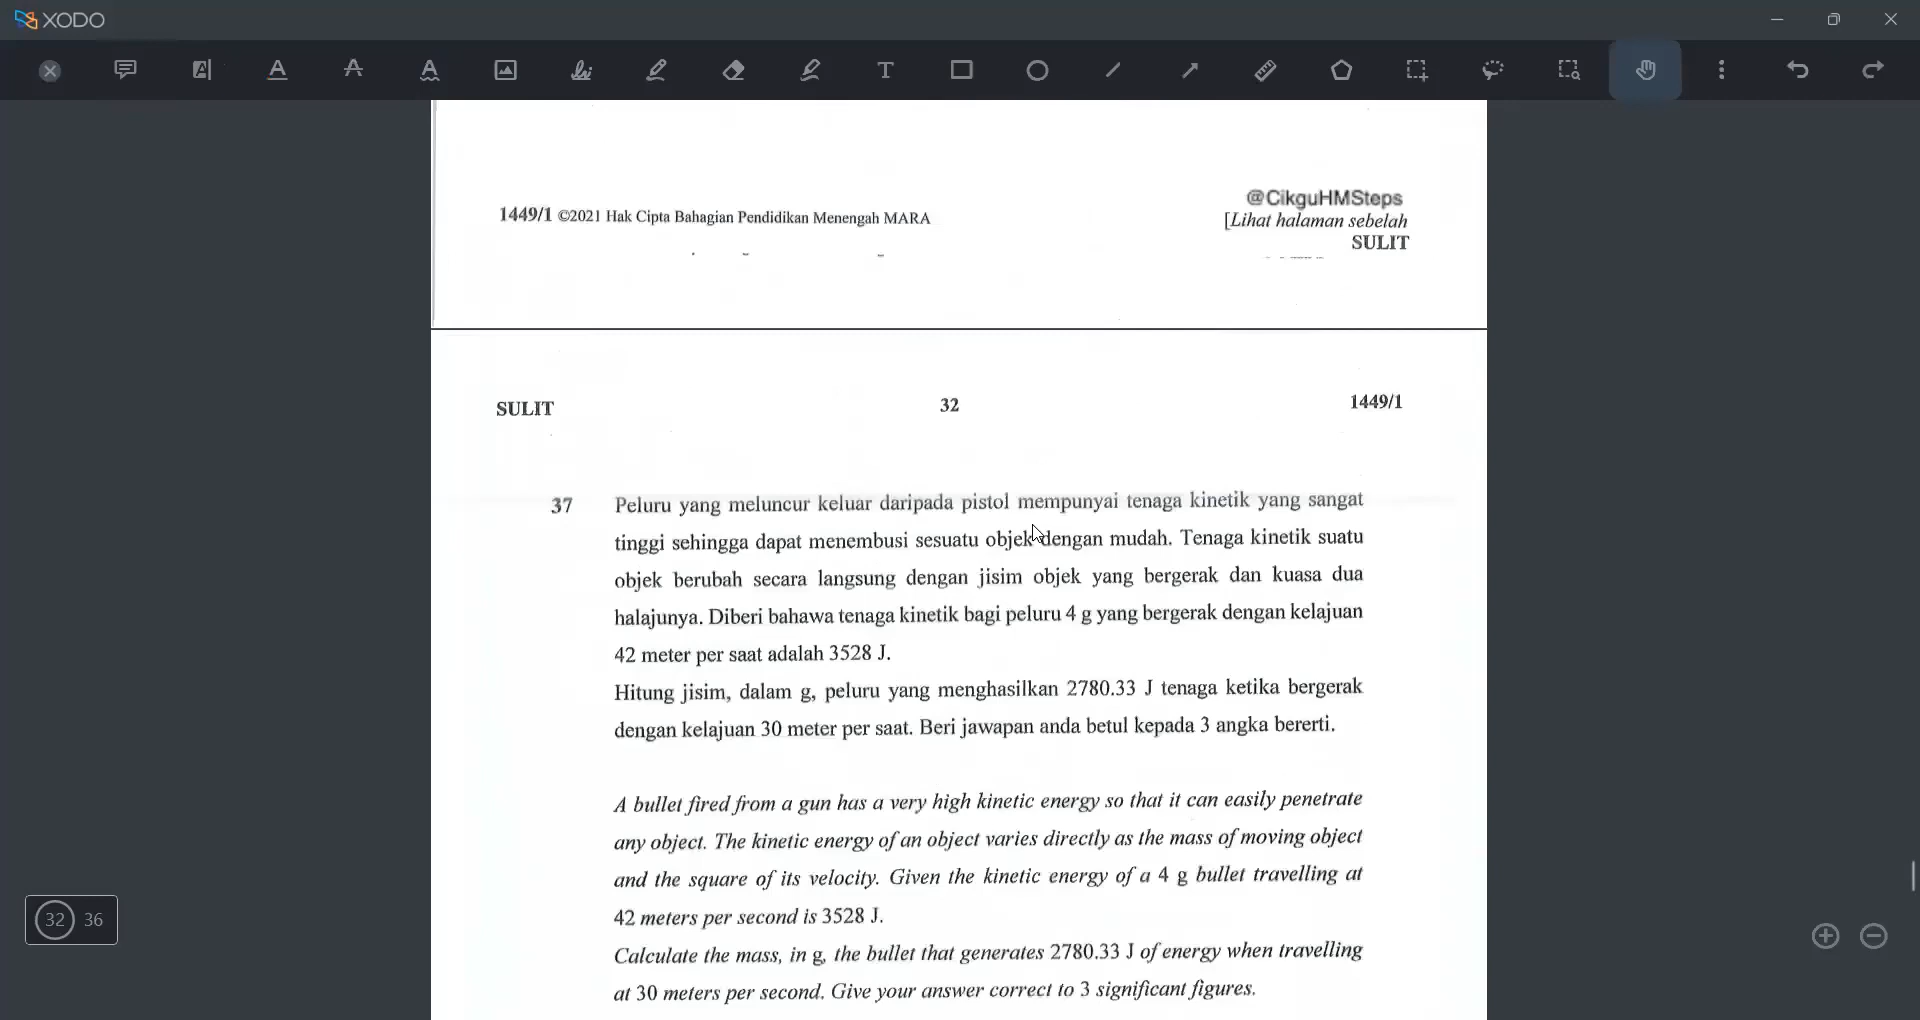 XODO
1449/1 ©2021 Hak Cipta Bahagian Pendidikan Menengah MARA
@CikguHMSteps
[Lihat halaman sebelah
SULIT
SULIT
32
1449/1
37 Peluru yang meluncur keluar daripada pistol mempunyai tenaga kinetik yang sangat
tinggi sehingga dapat menembusi sesuatu objek dengan mudah. Tenaga kinetik suatu
objek berubah secara langsung dengan jisim objek yang bergerak dan kuasa dua
halajunya. Diberi bahawa tenaga kinetik bagi peluru 4 g yang bergerak dengan kelajuan
42 meter per saat adalah 3528 J.
Hitung jisim, dalam g, peluru yang menghasilkan 2780.33 J tenaga ketika bergerak
dengan kelajuan 30 meter per saat. Beri jawapan anda betul kepada 3 angka bererti.
A bullet fired from a gun has a very high kinetic energy so that it can easily penetrate
any object. The kinetic energy of an object varies directly as the mass of moving object
and the square of its velocity. Given the kinetic energy of a 4 g bullet travelling at
42 meters per second is 3528 J.
Calculate the mass, in g, the bullet that generates 2780.33 J of energy when travelling
at 30 meters per second. Give your answer correct to 3 significant figures.
32 36